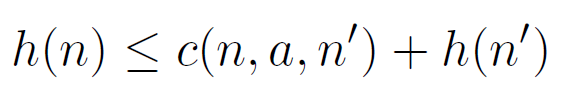 h(n) ≤ c(n, a, n′) + h(n′)